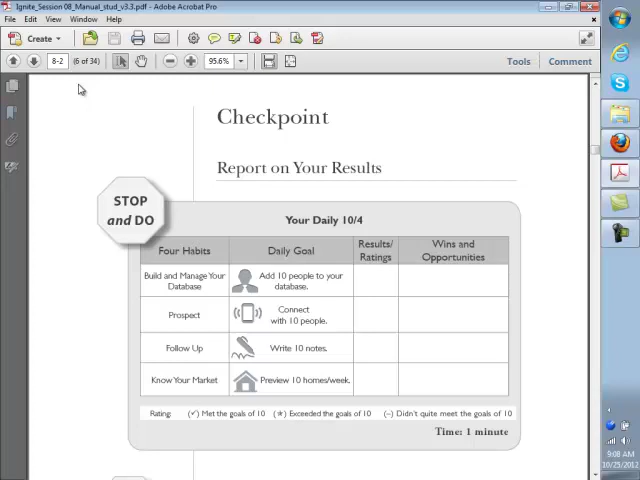 Ignite_Session 08_Manual_stud_v3.3.pdf - Adobe Acrobat Pro
File Edit View Window Help
Create
8-2 (6 of 34) 95.6% Tools Comment
Checkpoint
Report on Your Results
STOP
and DO
Your Daily 10/4
Four Habits Daily Goal Results/
Ratings Wins and
Opportunities
Build and Manage Your
Database Add 10 people to your
database.
Prospect Connect
with 10 people.
Follow Up Write 10 notes.
Know Your Market Preview 10 homes/week.
Rating: (✓) Met the goals of 10 (★) Exceeded the goals of 10 (–) Didn't quite meet the goals of 10
Time: 1 minute
9:08 AM
10/25/2012